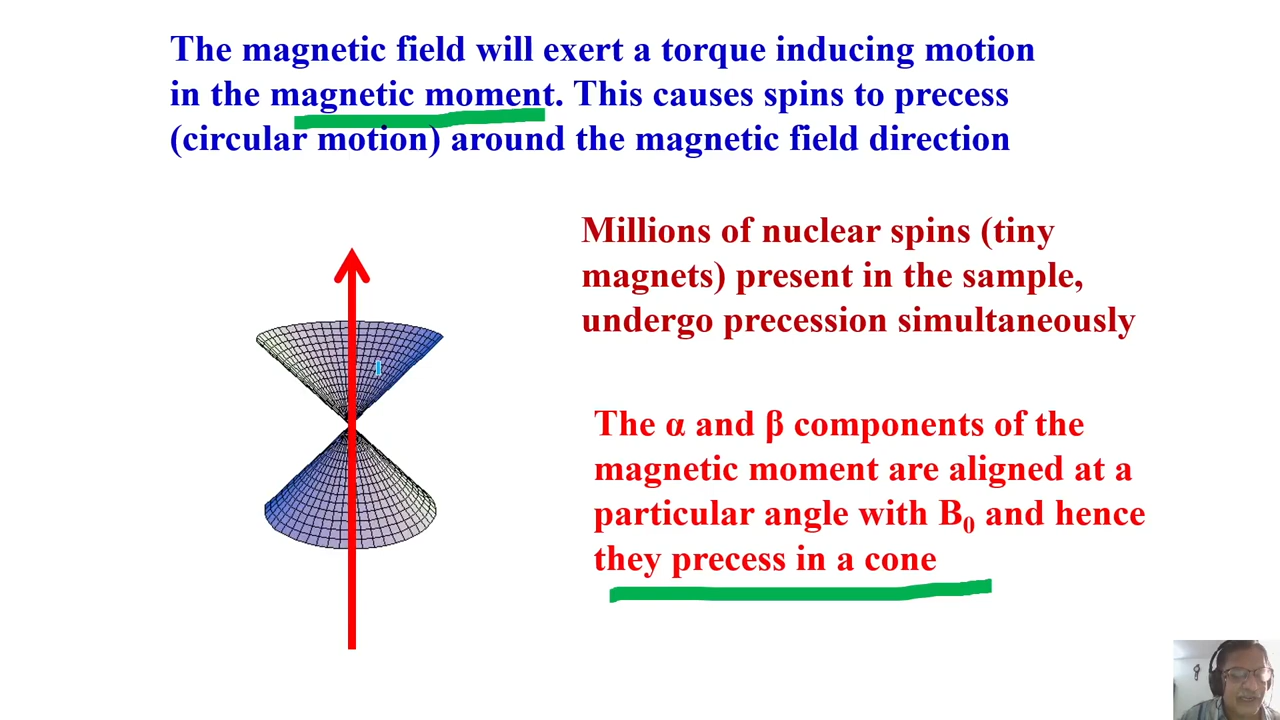 The magnetic field will exert a torque inducing motion
in the magnetic moment. This causes spins to precess
(circular motion) around the magnetic field direction
Millions of nuclear spins (tiny
magnets) present in the sample,
undergo precession simultaneously
The α and β components of the
magnetic moment are aligned at a
particular angle with B₀ and hence
they precess in a cone